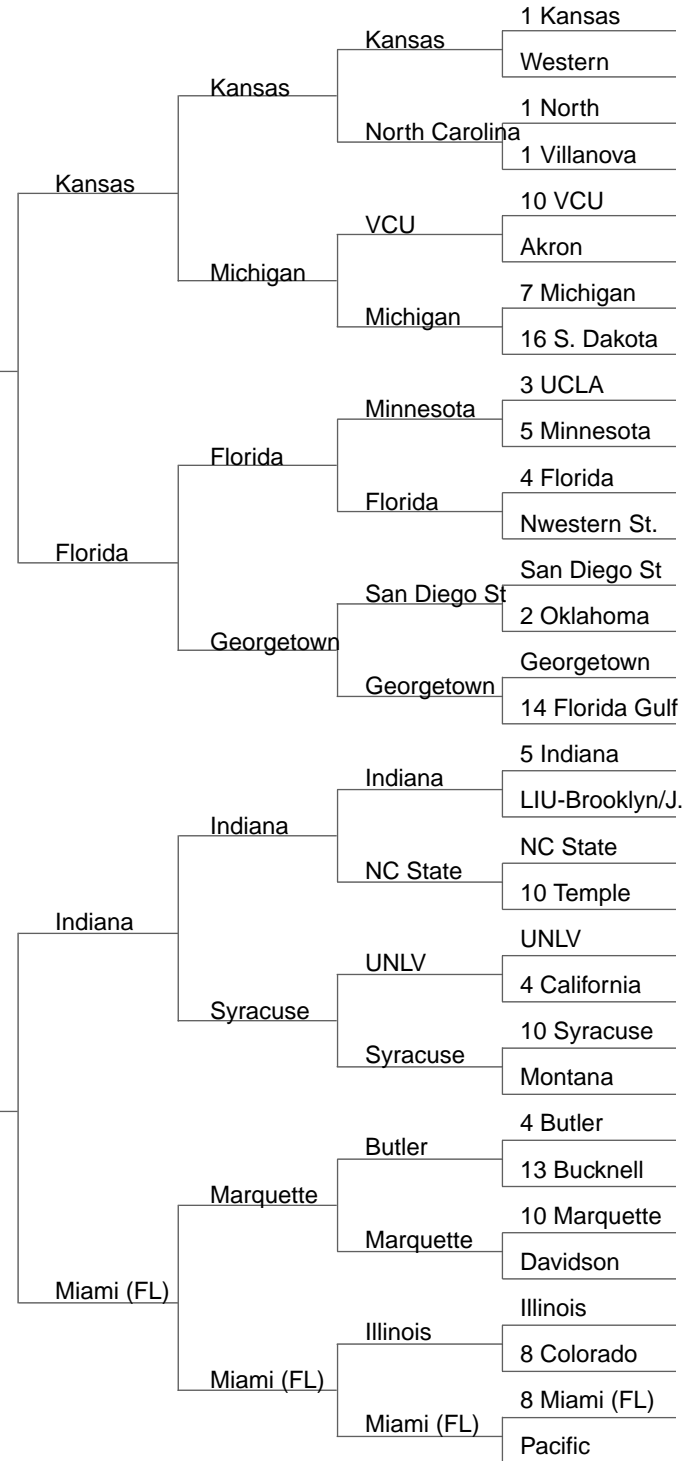 1 Kansas
Kansas
Western
Kansas
1 North
North Carolina
1 Villanova
Kansas
10 VCU
VCU
Akron
Michigan
7 Michigan
Michigan
16 S. Dakota
3 UCLA
Minnesota
5 Minnesota
Florida
4 Florida
Florida
Nwestern St.
Florida
San Diego St
San Diego St
2 Oklahoma
Georgetown
Georgetown
Georgetown
14 Florida Gulf
5 Indiana
Indiana
LIU-Brooklyn/J.
Indiana
NC State
NC State
10 Temple
Indiana
UNLV
UNLV
4 California
Syracuse
10 Syracuse
Syracuse
Montana
4 Butler
Butler
13 Bucknell
Marquette
10 Marquette
Marquette
Davidson
Miami (FL)
Illinois
Illinois
8 Colorado
Miami (FL)
8 Miami (FL)
Miami (FL)
Pacific